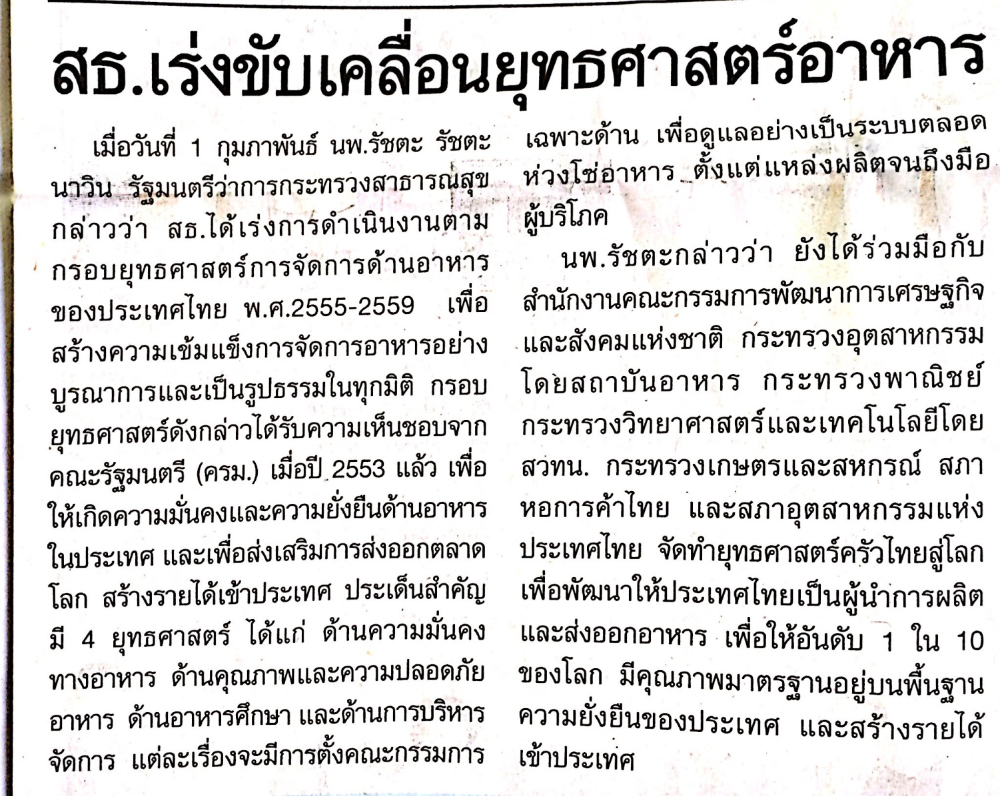 สธ.เร่งขับเคลื่อนยุทธศาสตร์อาหาร
เมื่อวันที่ 1 กุมภาพันธ์ นพ.รัชตะ รัชตะ
นาวิน รัฐมนตรีว่าการกระทรวงสาธารณสุข
กล่าวว่า สธ.ได้เร่งการดำเนินงานตาม
กรอบยุทธศาสตร์การจัดการด้านอาหาร
ของประเทศไทย พ.ศ.2555-2559 เพื่อ
สร้างความเข้มแข็งการจัดการอาหารอย่าง
บูรณาการและเป็นรูปธรรมในทุกมิติ กรอบ
ยุทธศาสตร์ดังกล่าวได้รับความเห็นชอบจาก
คณะรัฐมนตรี (ครม.) เมื่อปี 2553 แล้ว เพื่อ
ให้เกิดความมั่นคงและความยั่งยืนด้านอาหาร
ในประเทศ และเพื่อส่งเสริมการส่งออกตลาด
โลก สร้างรายได้เข้าประเทศ ประเด็นสำคัญ
มี 4 ยุทธศาสตร์ ได้แก่ ด้านความมั่นคง
ทางอาหาร ด้านคุณภาพและความปลอดภัย
อาหาร ด้านอาหารศึกษา และด้านการบริหาร
จัดการ แต่ละเรื่องจะมีการตั้งคณะกรรมการ
เฉพาะด้าน เพื่อดูแลอย่างเป็นระบบตลอด
ห่วงโซ่อาหาร ตั้งแต่แหล่งผลิตจนถึงมือ
ผู้บริโภค
นพ.รัชตะกล่าวว่า ยังได้ร่วมมือกับ
สำนักงานคณะกรรมการพัฒนาการเศรษฐกิจ
และสังคมแห่งชาติ กระทรวงอุตสาหกรรม
โดยสถาบันอาหาร กระทรวงพาณิชย์
กระทรวงวิทยาศาสตร์และเทคโนโลยีโดย
สวทน. กระทรวงเกษตรและสหกรณ์ สภา
หอการค้าไทย และสภาอุตสาหกรรมแห่ง
ประเทศไทย จัดทำยุทธศาสตร์ครัวไทยสู่โลก
เพื่อพัฒนาให้ประเทศไทยเป็นผู้นำการผลิต
และส่งออกอาหาร เพื่อให้อันดับ 1 ใน 10
ของโลก มีคุณภาพมาตรฐานอยู่บนพื้นฐาน
ความยั่งยืนของประเทศ และสร้างรายได้
เข้าประเทศ